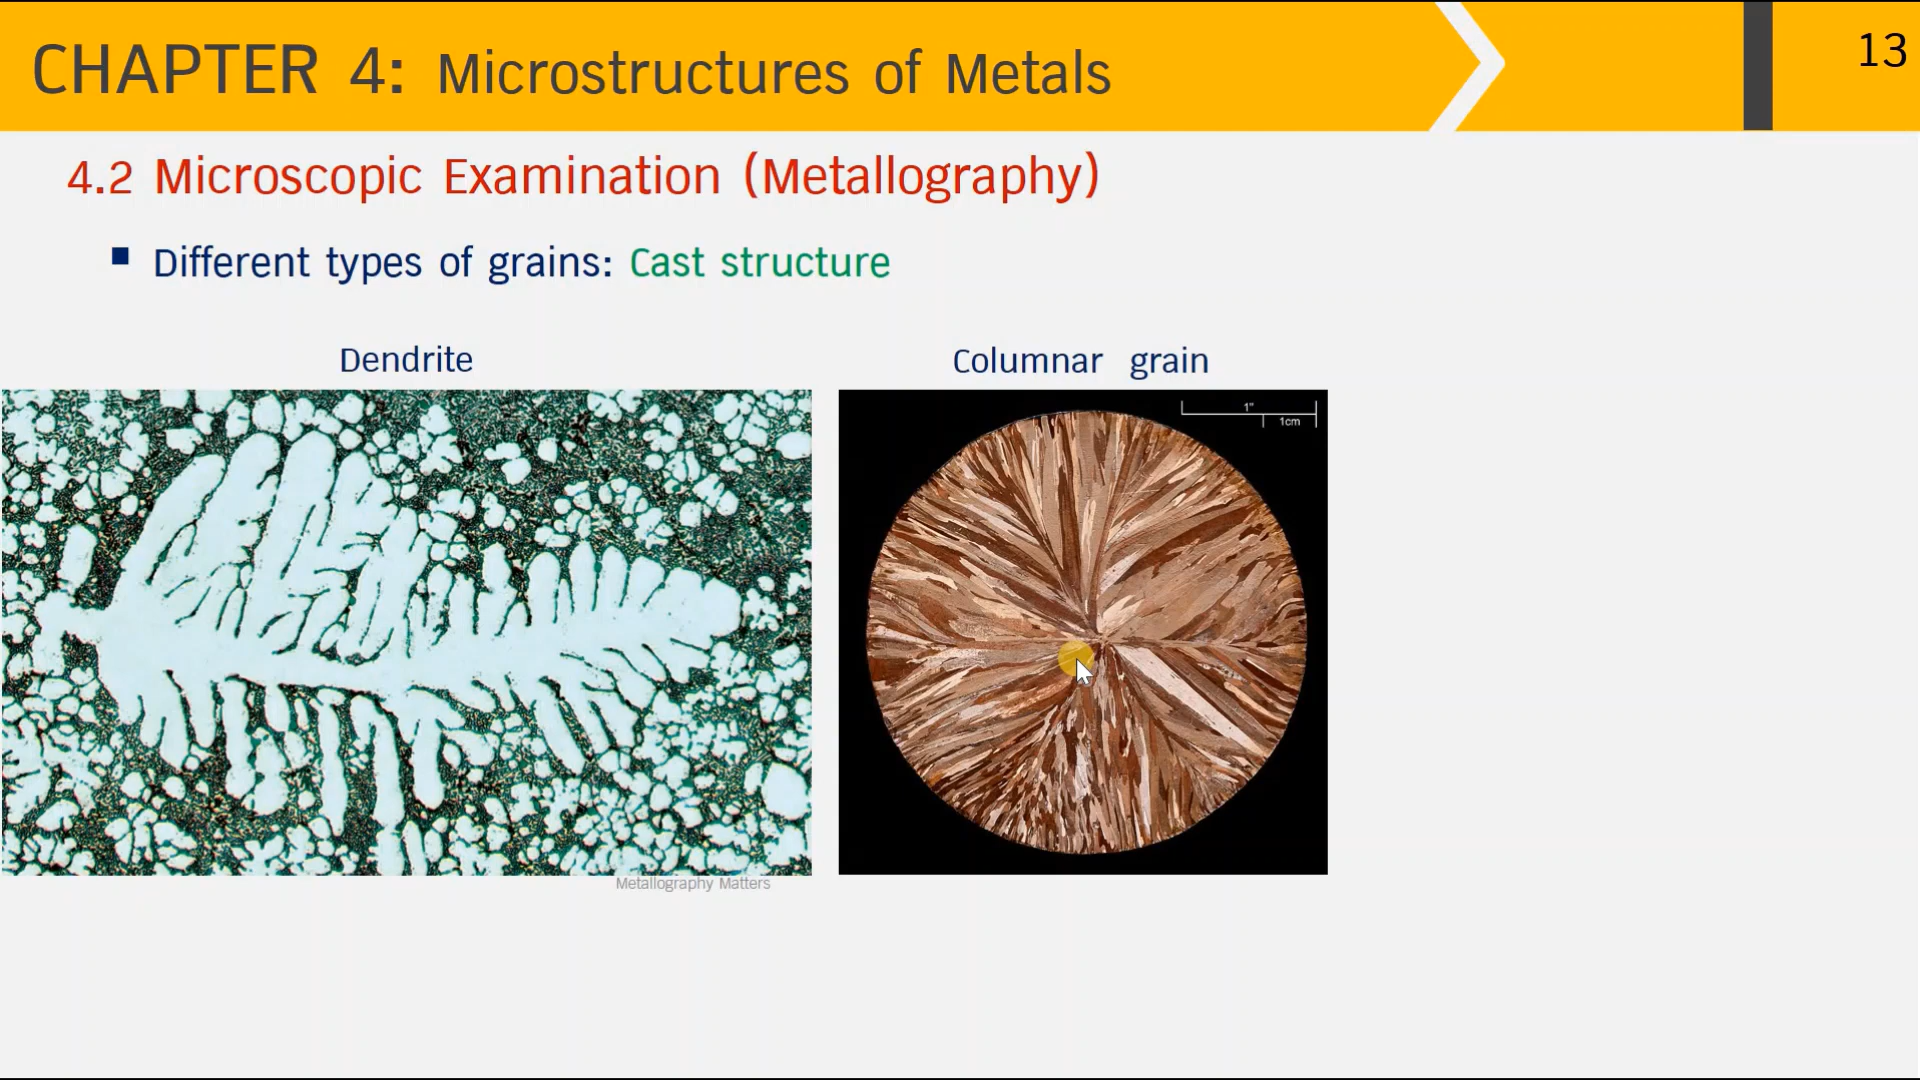 CHAPTER 4: Microstructures of Metals
13
4.2 Microscopic Examination (Metallography)
▪ Different types of grains: Cast structure
Dendrite
Columnar grain
1"
1cm
Metallography Matters